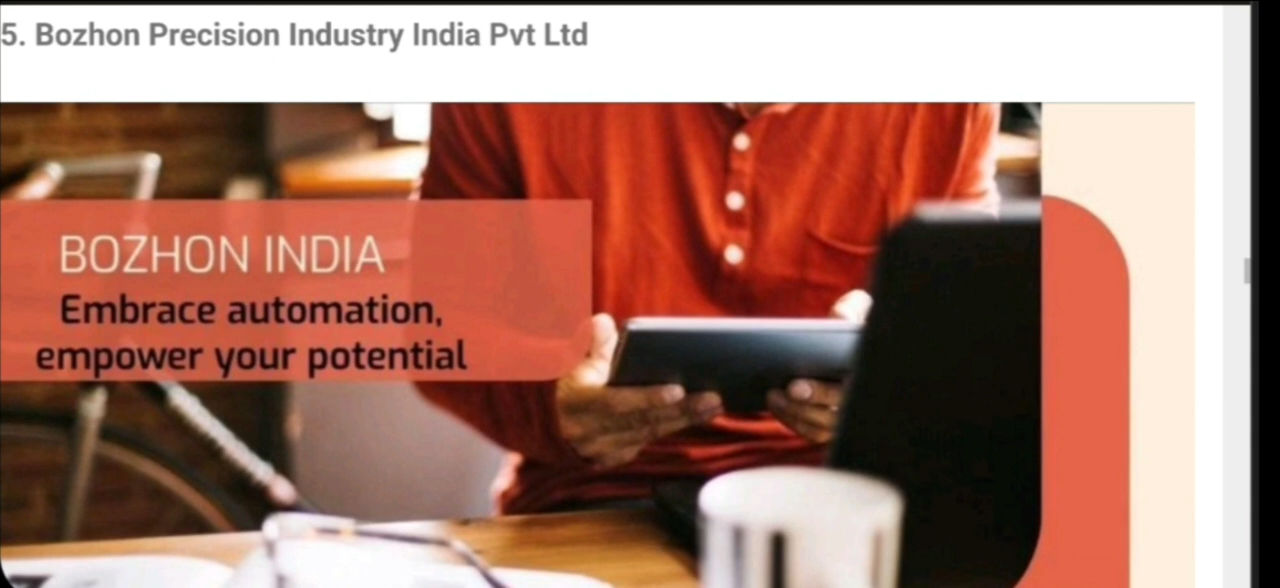 5. Bozhon Precision Industry India Pvt Ltd
BOZHON INDIA
Embrace automation,
empower your potential